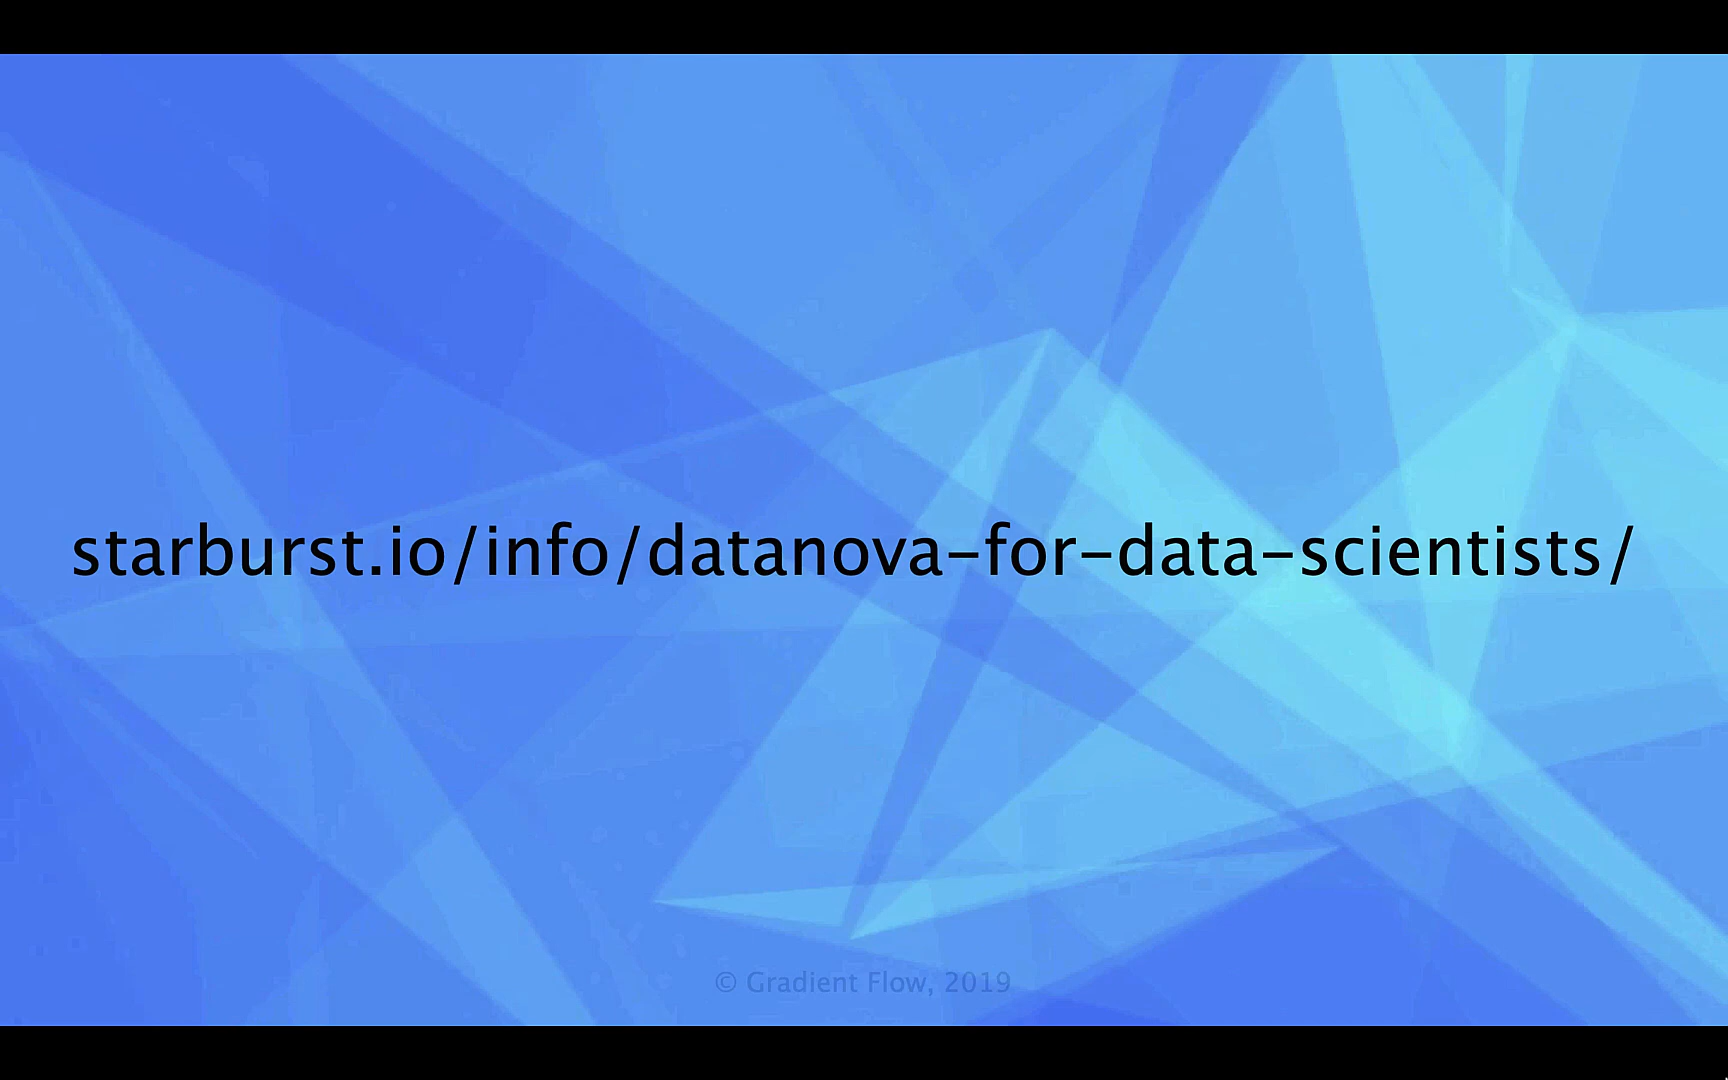 starburst.io/info/datanova-for-data-scientists/
© Gradient Flow, 2019